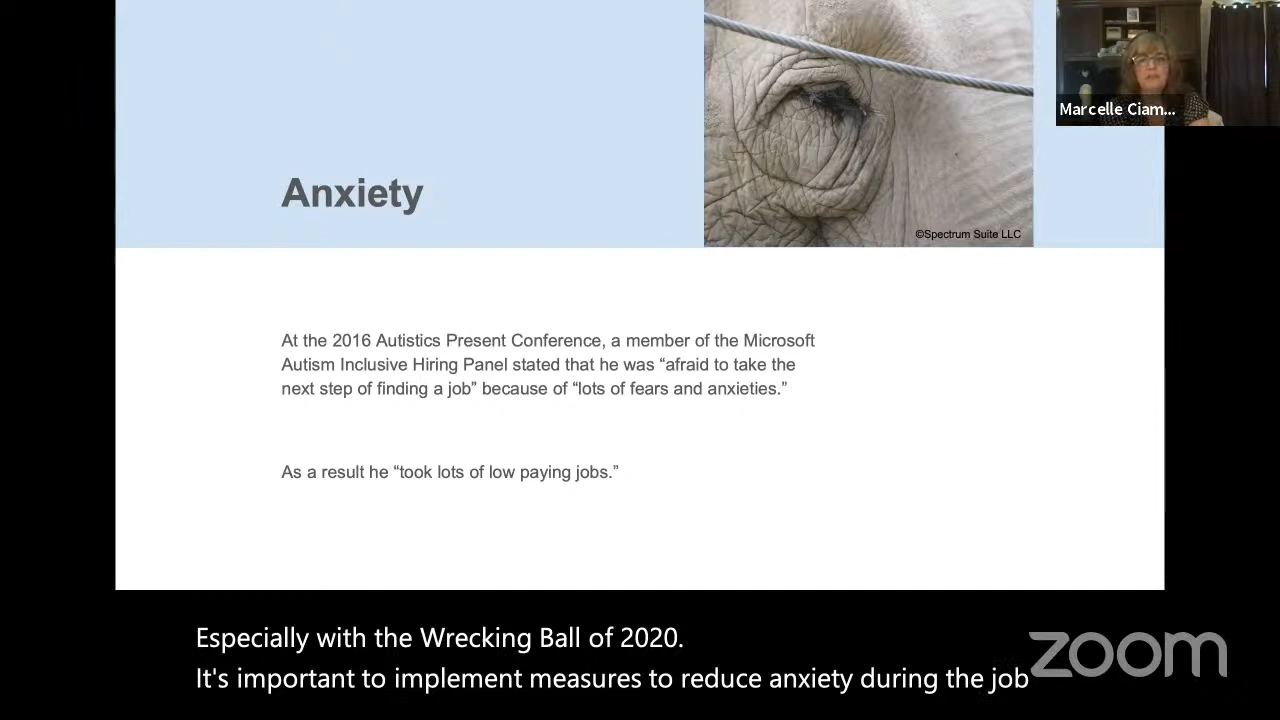 Marcelle Ciam...
Anxiety
©Spectrum Suite LLC
At the 2016 Autistics Present Conference, a member of the Microsoft
Autism Inclusive Hiring Panel stated that he was “afraid to take the
next step of finding a job” because of “lots of fears and anxieties.”
As a result he “took lots of low paying jobs.”
Especially with the Wrecking Ball of 2020.
It's important to implement measures to reduce anxiety during the job
zoom